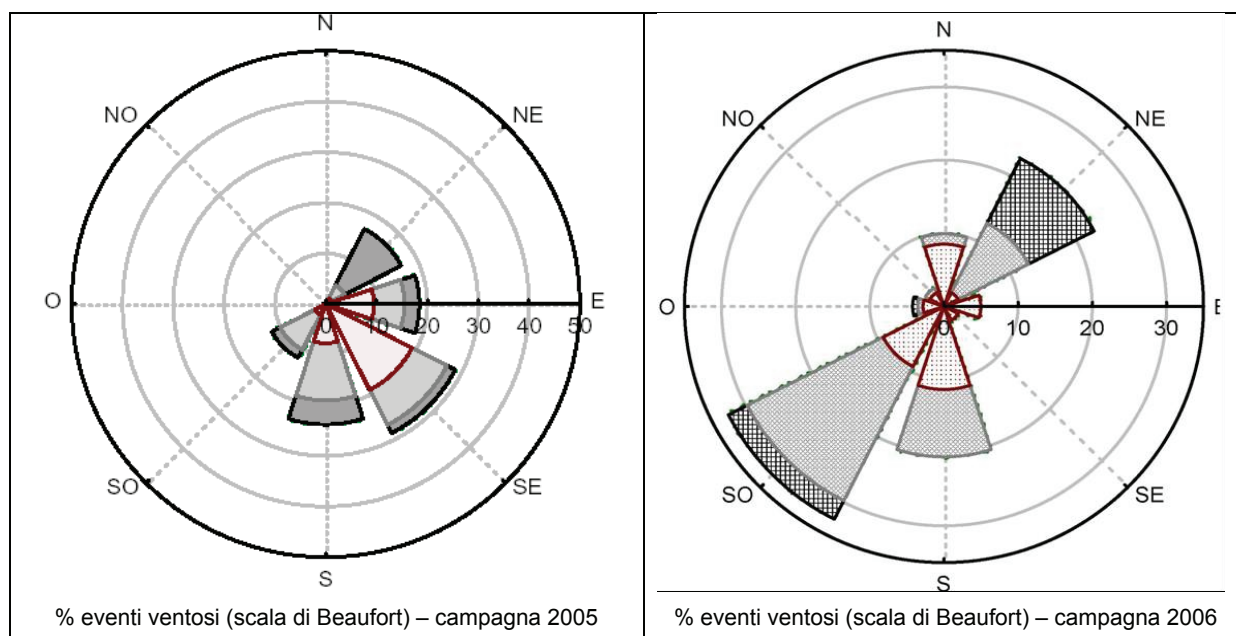 N
NO
NE
O
E
0 10 20 30 40 50
SO
SE
S
% eventi ventosi (scala di Beaufort) – campagna 2005
N
NO
NE
O
E
0 10 20 30
SO
SE
S
% eventi ventosi (scala di Beaufort) – campagna 2006